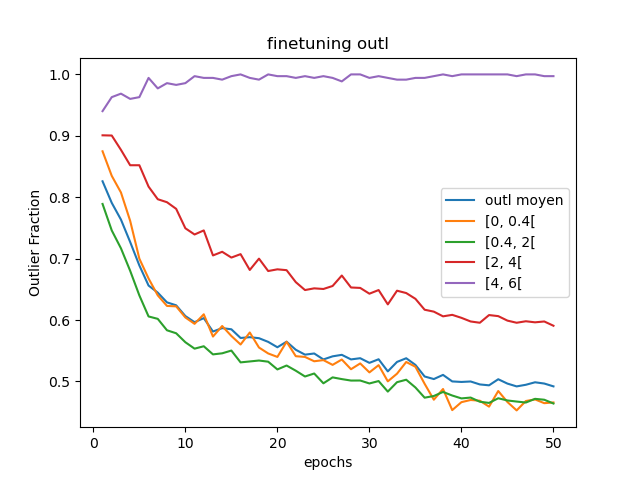 finetuning outl
1.0
0.9
0.8
0.7
0.6
0.5
Outlier Fraction
outl moyen
[0, 0.4[
[0.4, 2[
[2, 4[
[4, 6[
0 10 20 30 40 50
epochs